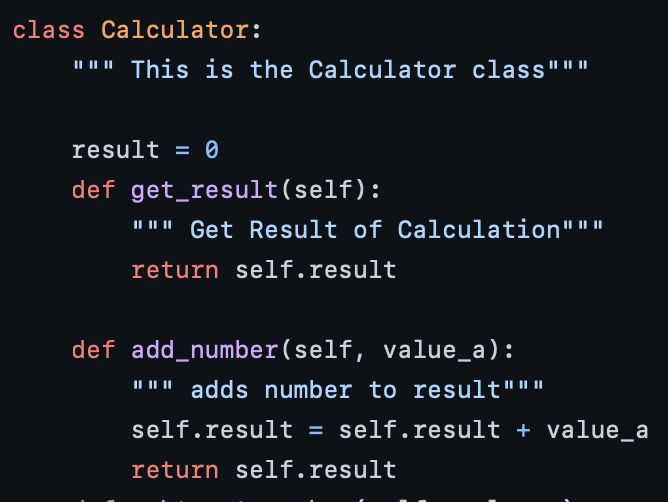 class Calculator:
    """ This is the Calculator class"""

    result = 0
    def get_result(self):
        """ Get Result of Calculation"""
        return self.result

    def add_number(self, value_a):
        """ adds number to result"""
        self.result = self.result + value_a
        return self.result